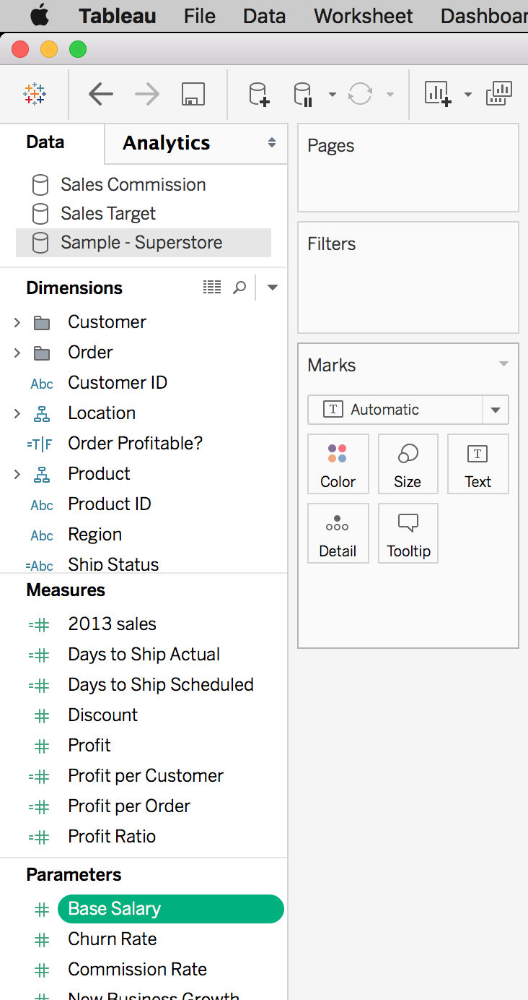 Tableau File Data Worksheet Dashboar
Data Analytics
Sales Commission
Sales Target
Sample - Superstore
Dimensions
Customer
Order
Abc Customer ID
Location
=T|F Order Profitable?
Product
Abc Product ID
Abc Region
=Abc Ship Status
Measures
=# 2013 sales
=# Days to Ship Actual
=# Days to Ship Scheduled
# Discount
# Profit
=# Profit per Customer
=# Profit per Order
=# Profit Ratio
Parameters
# Base Salary
# Churn Rate
# Commission Rate
# New Business Growth
Pages
Filters
Marks
T Automatic
Color Size T Text
Detail Tooltip